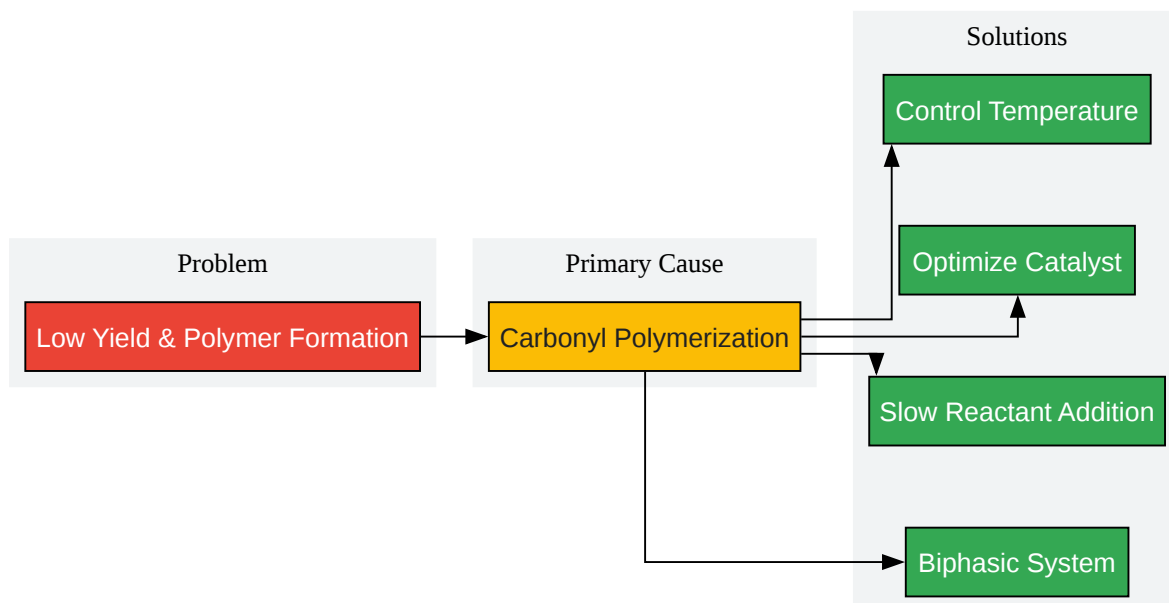 Problem
Low Yield & Polymer Formation
Primary Cause
Carbonyl Polymerization
Solutions
Control Temperature
Optimize Catalyst
Slow Reactant Addition
Biphasic System